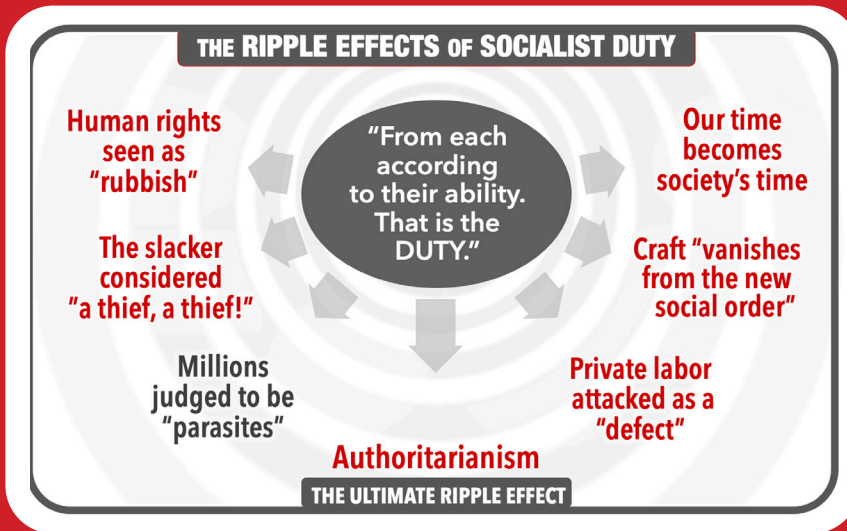 THE RIPPLE EFFECTS OF SOCIALIST DUTY
"From each
according
to their ability.
That is the
DUTY."
Human rights
seen as
"rubbish"
The slacker
considered
"a thief, a thief!"
Millions
judged to be
"parasites"
Our time
becomes
society's time
Craft "vanishes
from the new
social order"
Private labor
attacked as a
"defect"
Authoritarianism
THE ULTIMATE RIPPLE EFFECT